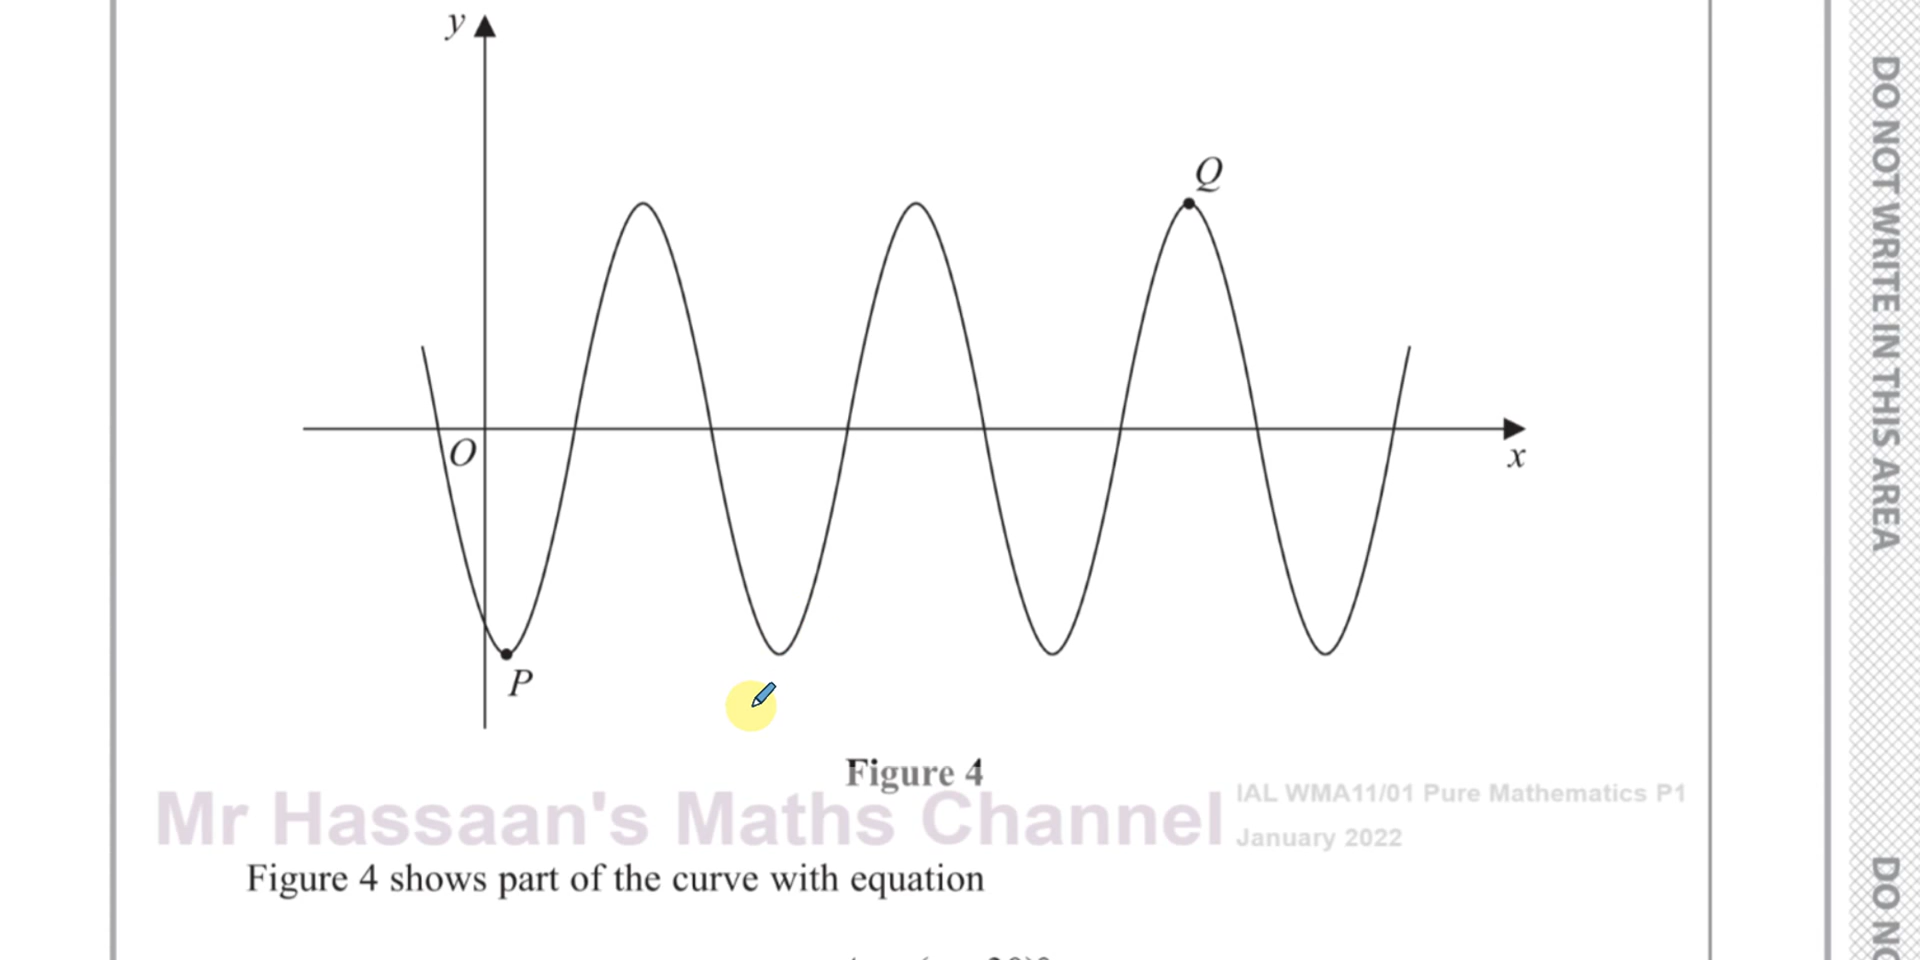 y
Q
O
x
P
Figure 4
Mr Hassaan's Maths Channel
IAL WMA11/01 Pure Mathematics P1
January 2022
Figure 4 shows part of the curve with equation
DO NOT WRITE IN THIS AREA